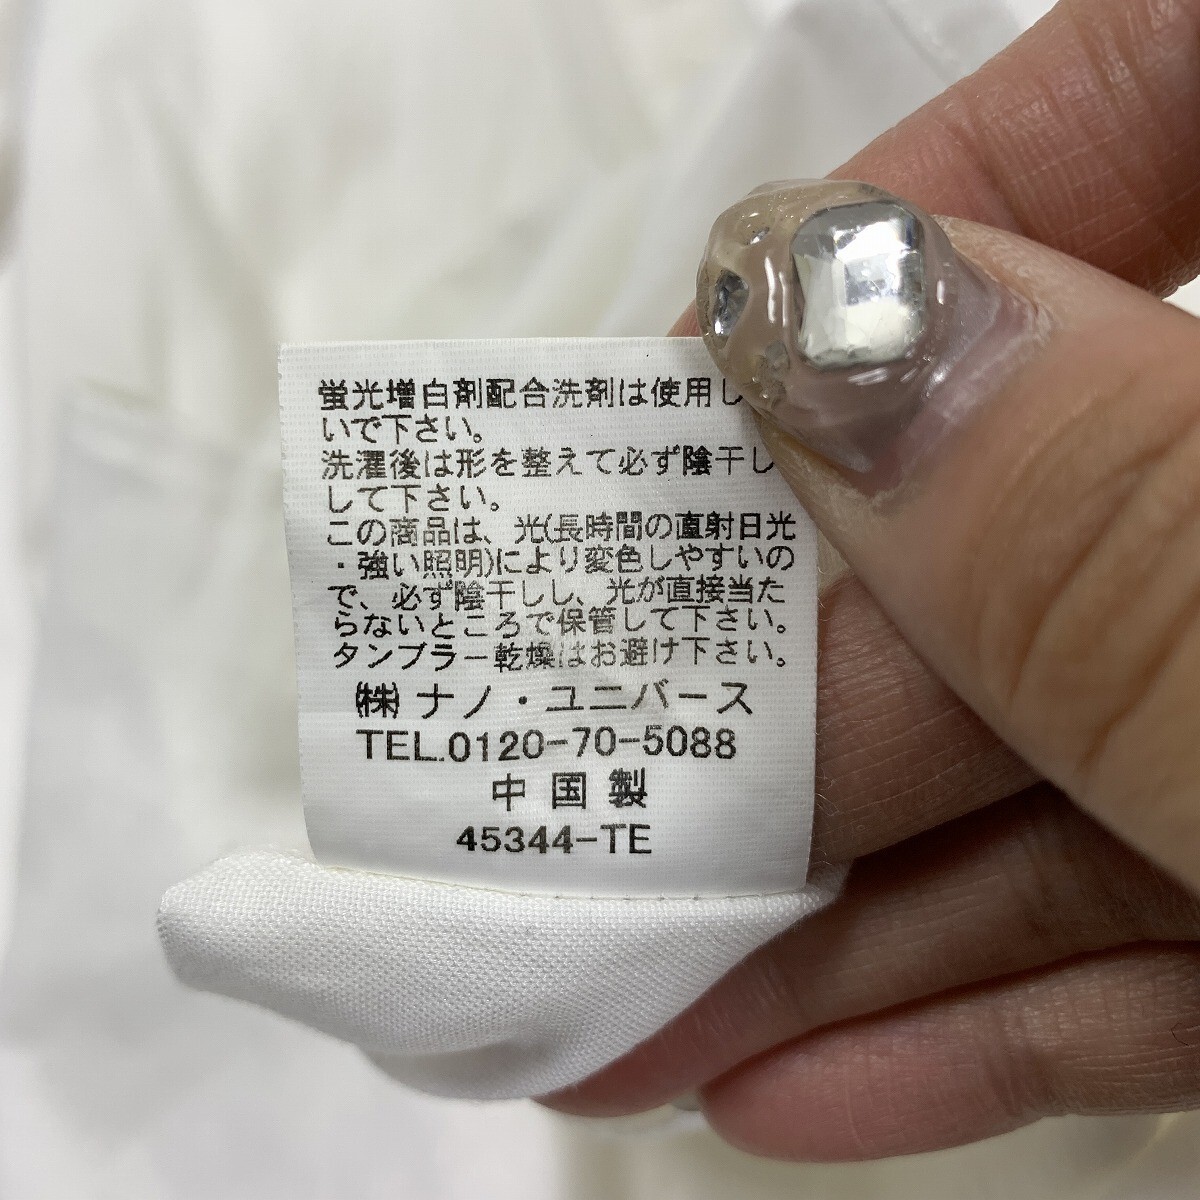 蛍光増白剤配合洗剤は使用し
いで下さい。
洗濯後は形を整えて必ず陰干し
して下さい。
この商品は、光(長時間の直射日光
・強い照明)により変色しやすいの
で、必ず陰干しし、光が直接当た
らないところで保管して下さい。
タンブラー乾燥はお避け下さい。
㈱ナノ・ユニバース
TEL.0120-70-5088
中国製
45344-TE